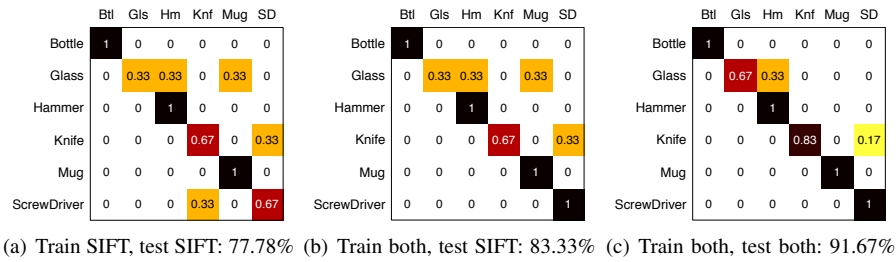 Btl Gls Hm Knf Mug SD Btl Gls Hm Knf Mug SD Btl Gls Hm Knf Mug SD
Bottle 1 0 0 0 0 0 Bottle 1 0 0 0 0 0 Bottle 1 0 0 0 0 0
Glass 0 0.33 0.33 0 0.33 0 Glass 0 0.33 0.33 0 0.33 0 Glass 0 0.67 0.33 0 0 0
Hammer 0 0 1 0 0 0 Hammer 0 0 1 0 0 0 Hammer 0 0 1 0 0 0
Knife 0 0 0 0.67 0 0.33 Knife 0 0 0 0.67 0 0.33 Knife 0 0 0 0.83 0 0.17
Mug 0 0 0 0 1 0 Mug 0 0 0 0 1 0 Mug 0 0 0 0 1 0
ScrewDriver 0 0 0 0.33 0 0.67 ScrewDriver 0 0 0 0 0 1 ScrewDriver 0 0 0 0 0 1
(a) Train SIFT, test SIFT: 77.78% (b) Train both, test SIFT: 83.33% (c) Train both, test both: 91.67%